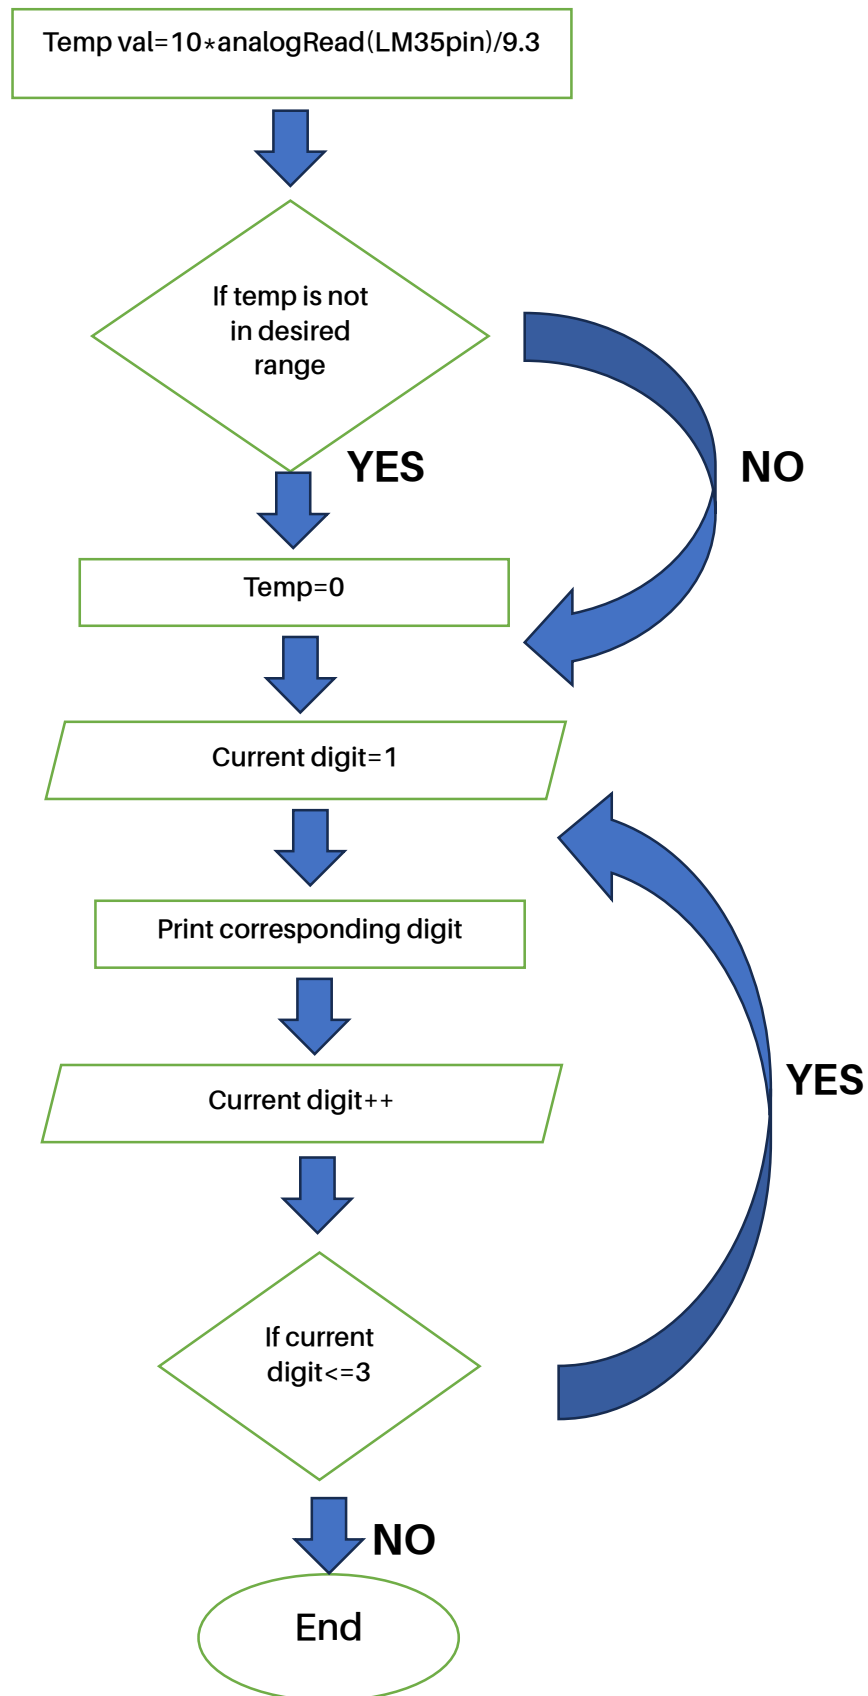 Temp val=10*analogRead(LM35pin)/9.3
If temp is not
in desired
range
YES
NO
Temp=0
Current digit=1
Print corresponding digit
Current digit++
YES
If current
digit<=3
NO
End